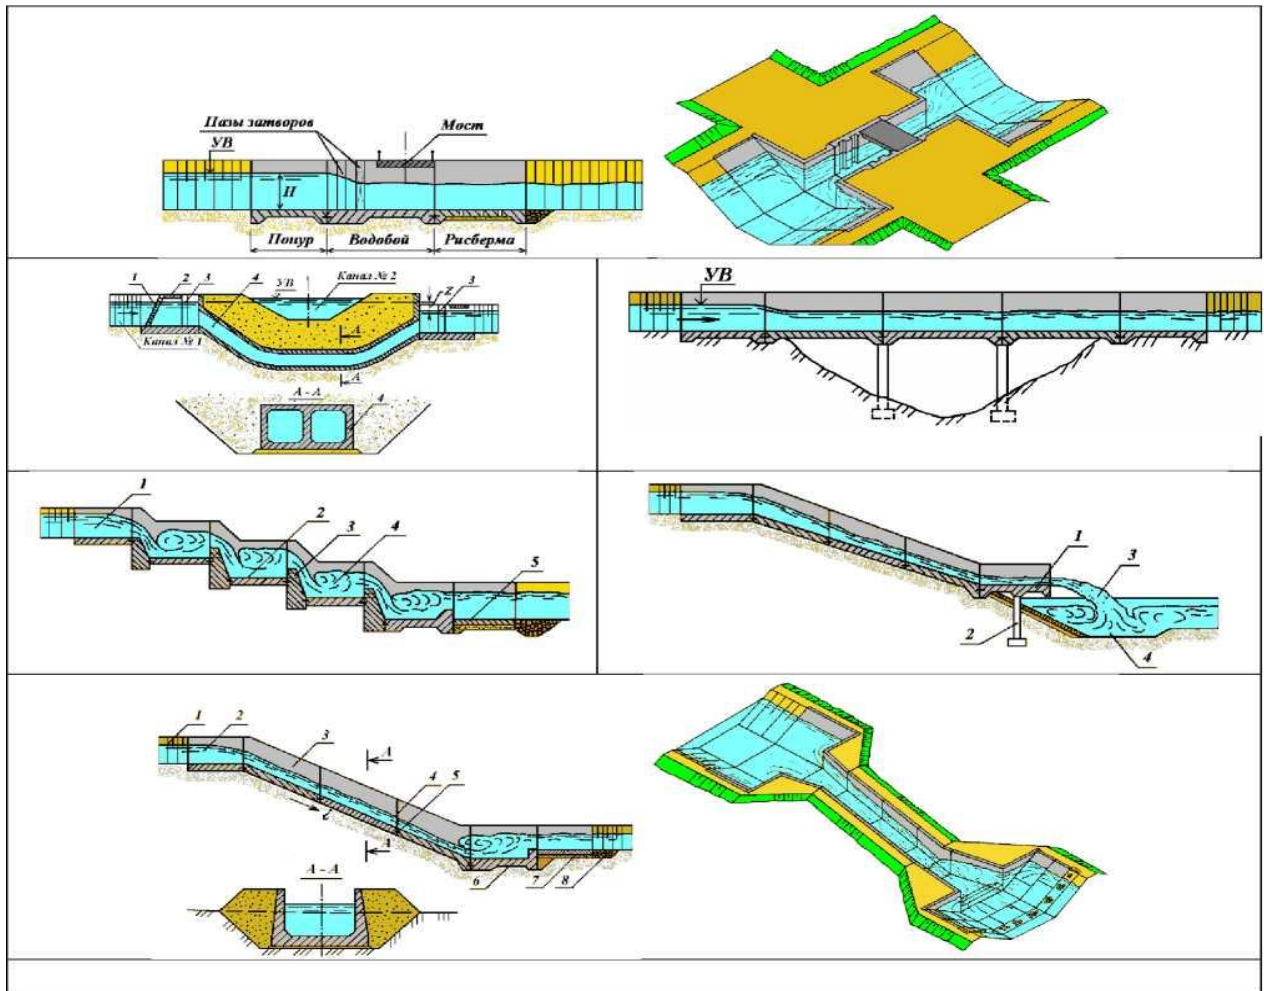 Пазы затворов
Мост
УВ
Н
Понур
Водобой
Рисберма
1
2
3
4
УВ
Канал № 2
Z
3
А
Канал № 1
А
А - А
4
УВ
1
2
3
4
5
1
3
2
4
1
2
3
А
4
5
i
А
6
7
8
А - А